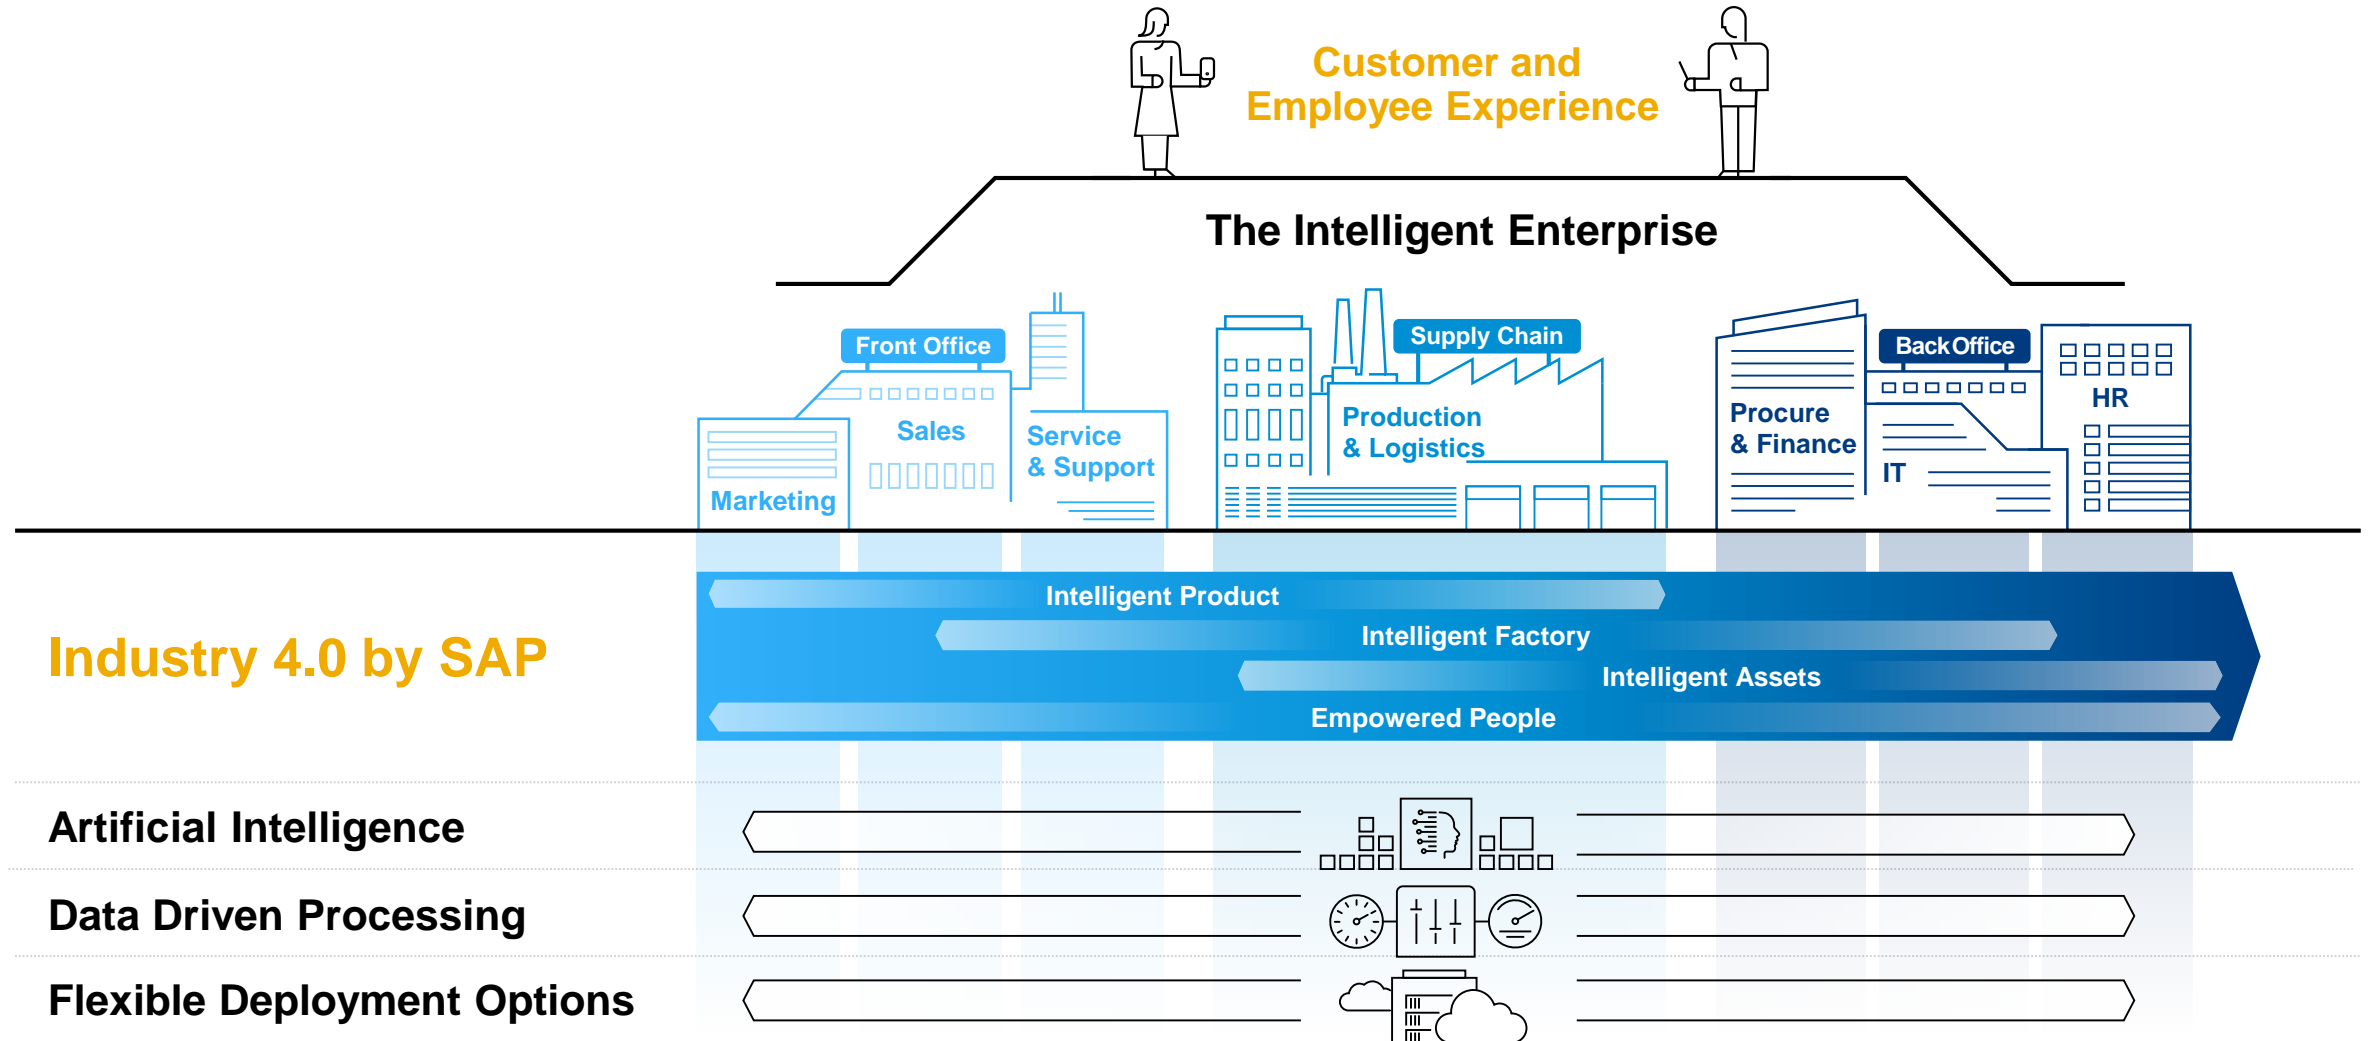 Customer and
Employee Experience
The Intelligent Enterprise
Front Office
Supply Chain
Back Office
Marketing
Sales
Service
& Support
Production
& Logistics
Procure
& Finance
IT
HR
Industry 4.0 by SAP
Intelligent Product
Intelligent Factory
Intelligent Assets
Empowered People
Artificial Intelligence
Data Driven Processing
Flexible Deployment Options